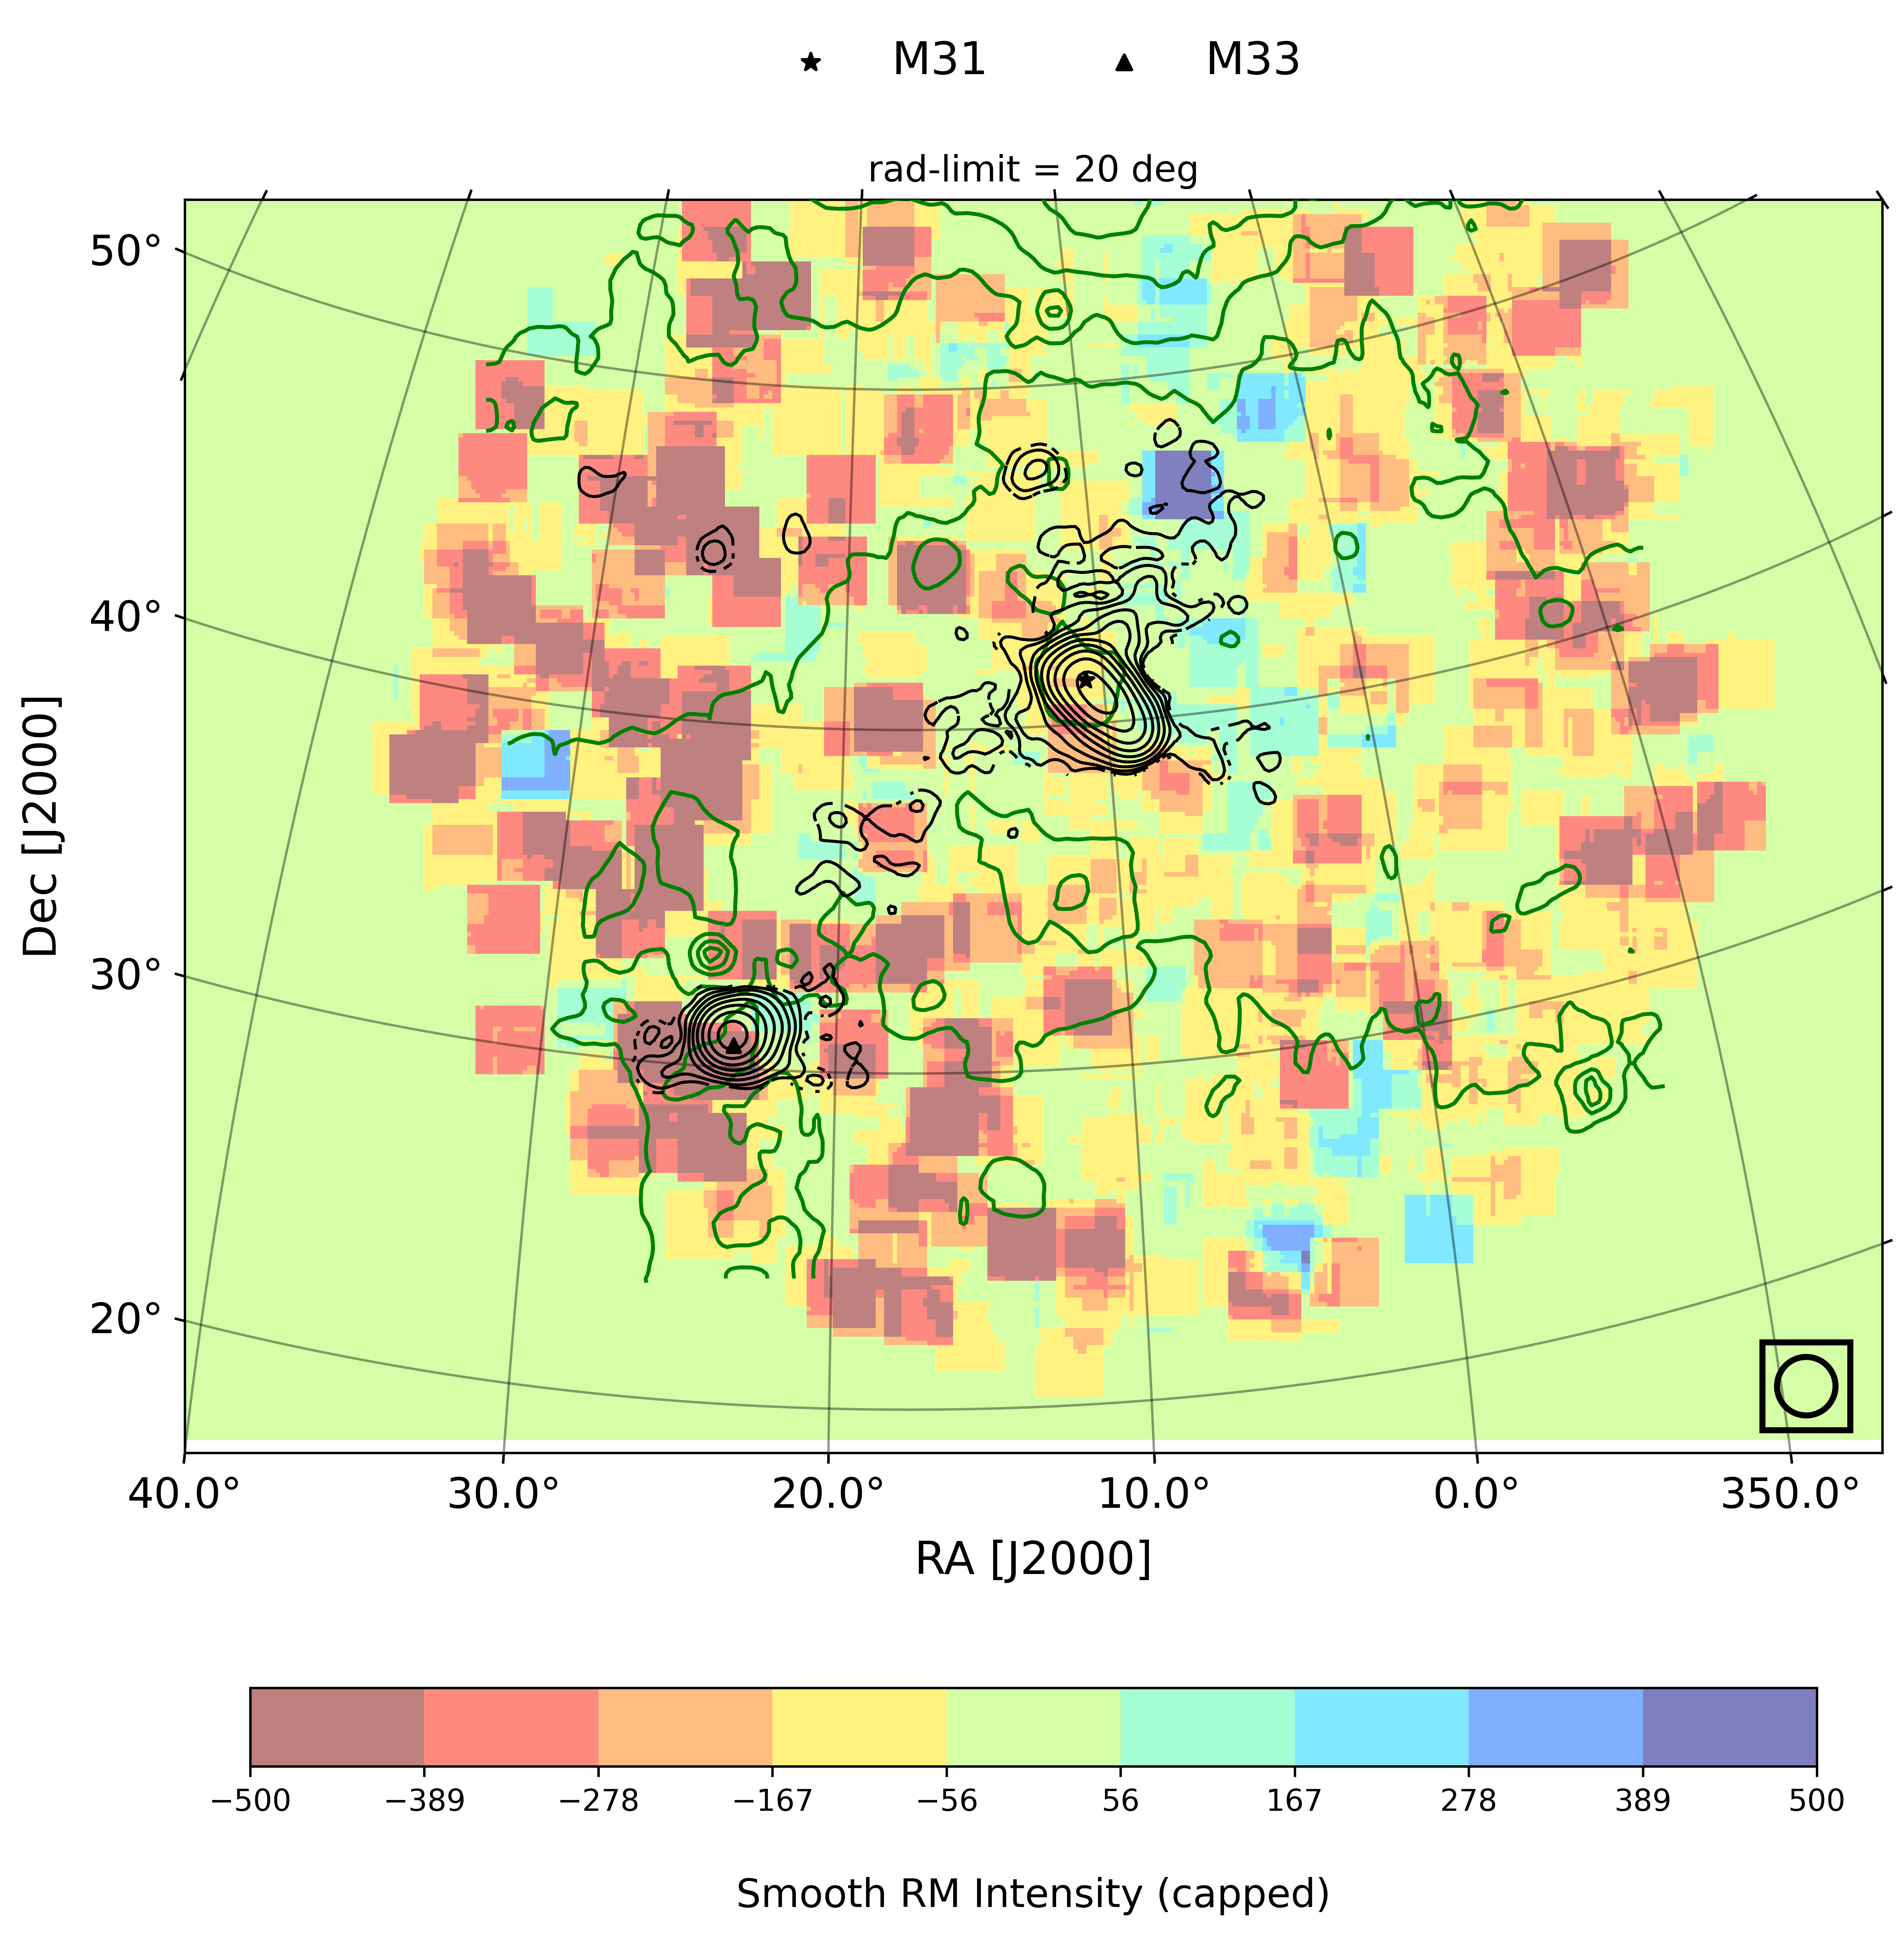 M31 M33
rad-limit = 20 deg
50°
40°
30°
20°
Dec [J2000]
40.0° 30.0° 20.0° 10.0° 0.0° 350.0°
RA [J2000]
−500 −389 −278 −167 −56 56 167 278 389 500
Smooth RM Intensity (capped)